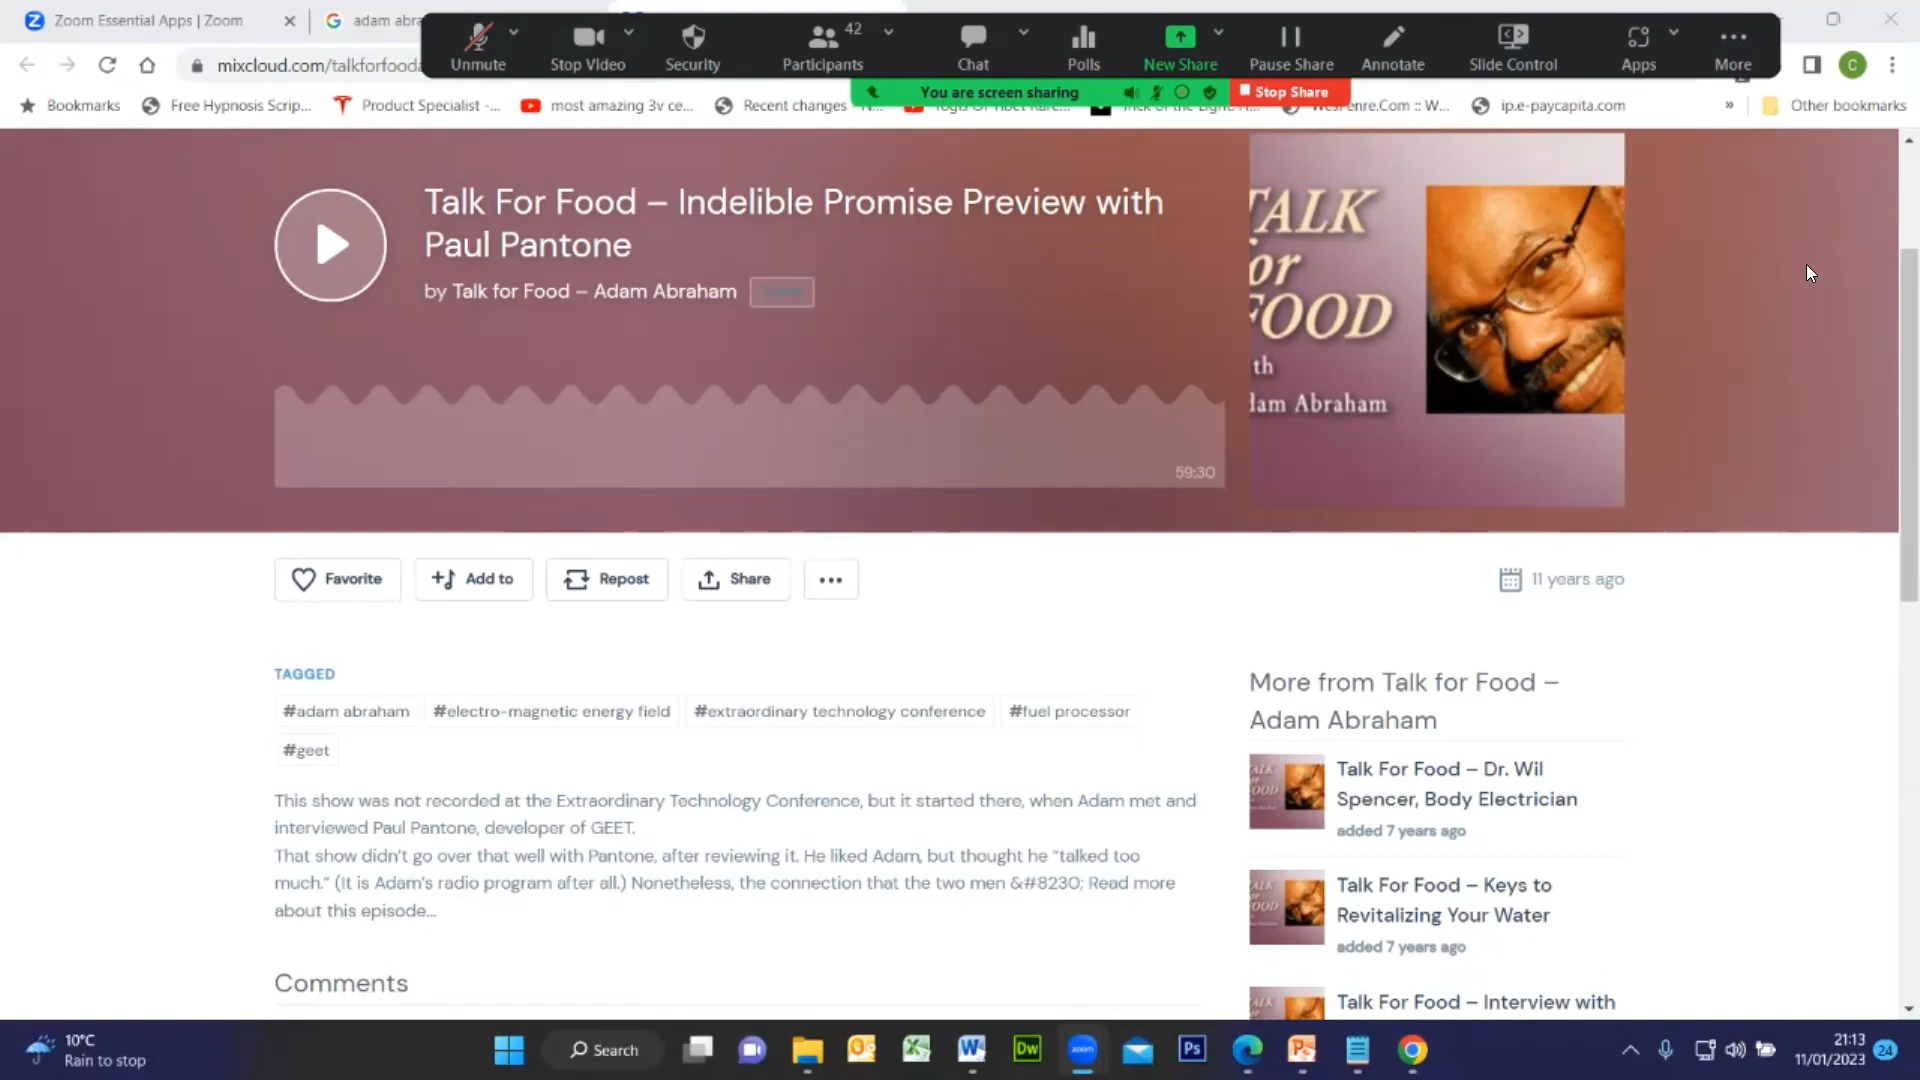 Zoom Essential Apps | Zoom
adam abra
Unmute
Stop Video
Security
Participants
42
Chat
Polls
New Share
Pause Share
Annotate
Slide Control
Apps
More
mixcloud.com/talkforfooda
C
You are screen sharing
Stop Share
Bookmarks
Free Hypnosis Scrip...
Product Specialist -...
most amazing 3v ce...
Recent changes
ip.e-paycapita.com
»
Other bookmarks
Talk For Food – Indelible Promise Preview with
Paul Pantone
by Talk for Food – Adam Abraham
59:30
TALK
for
FOOD
th
dam Abraham
Favorite
Add to
Repost
Share
11 years ago
TAGGED
#adam abraham
#electro-magnetic energy field
#extraordinary technology conference
#fuel processor
#geet
This show was not recorded at the Extraordinary Technology Conference, but it started there, when Adam met and
interviewed Paul Pantone, developer of GEET.
That show didn't go over that well with Pantone, after reviewing it. He liked Adam, but thought he "talked too
much." (It is Adam's radio program after all.) Nonetheless, the connection that the two men &#8230; Read more
about this episode...
Comments
More from Talk for Food –
Adam Abraham
Talk For Food – Dr. Wil
Spencer, Body Electrician
added 7 years ago
Talk For Food – Keys to
Revitalizing Your Water
added 7 years ago
Talk For Food – Interview with
10°C
Rain to stop
Search
Dw
zoom
Ps
21:13
11/01/2023
24